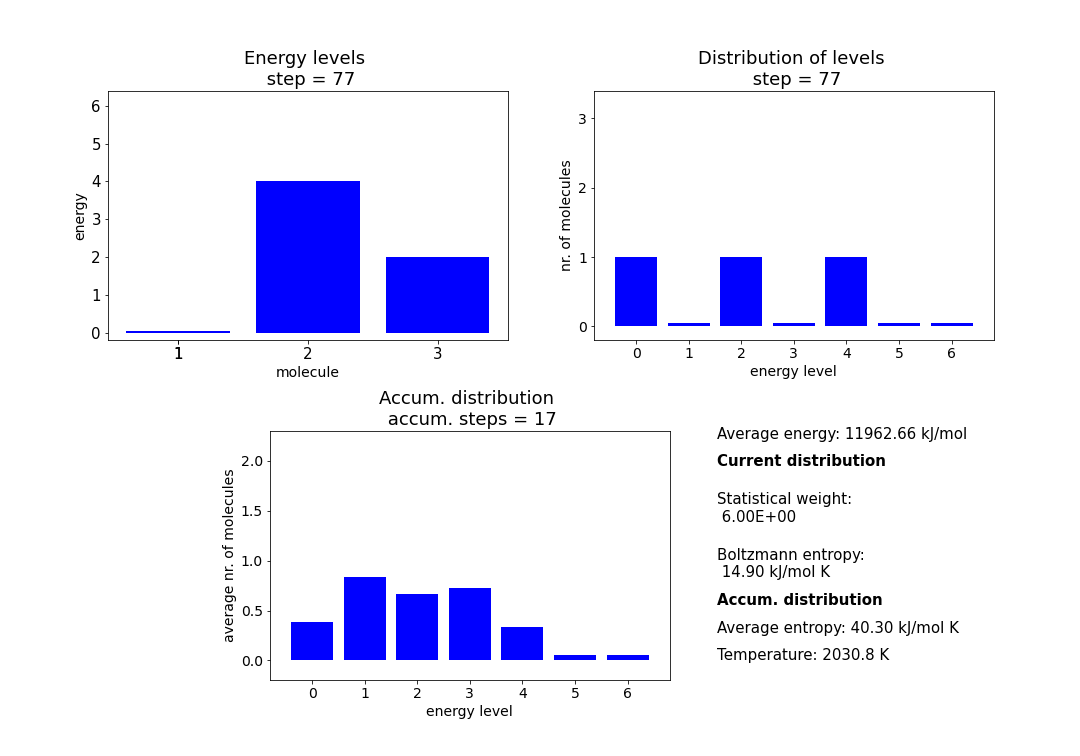 Energy levels
step = 77
6
5
4
3
2
1
0
energy
1
2
3
molecule
Distribution of levels
step = 77
3
2
1
0
nr. of molecules
0
1
2
3
4
5
6
energy level
Accum. distribution
accum. steps = 17
2.0
1.5
1.0
0.5
0.0
average nr. of molecules
0
1
2
3
4
5
6
energy level
Average energy: 11962.66 kJ/mol
Current distribution
Statistical weight:
6.00E+00
Boltzmann entropy:
14.90 kJ/mol K
Accum. distribution
Average entropy: 40.30 kJ/mol K
Temperature: 2030.8 K